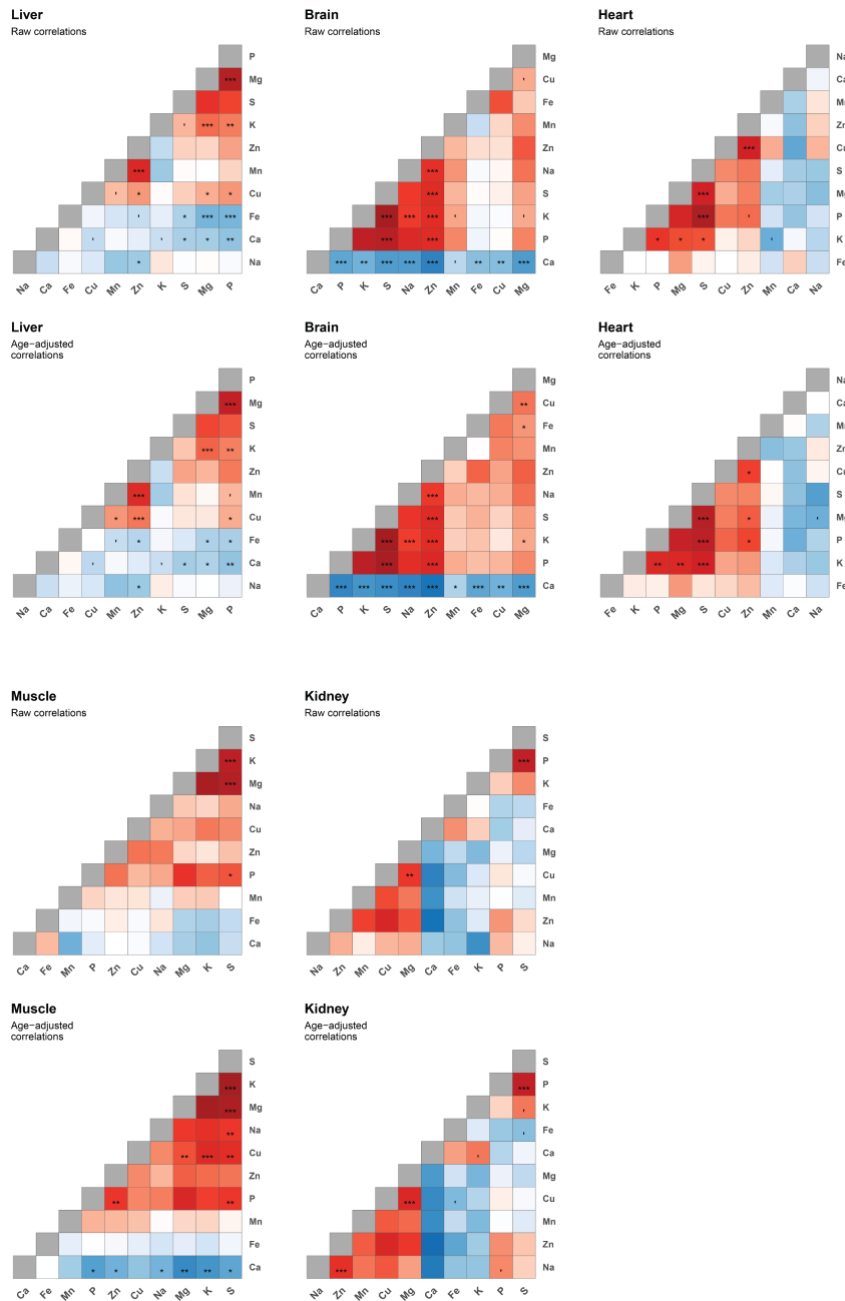 Liver
Raw correlations
P
*** Mg
S
' *** ** K
Zn
*** Mn
' * * * Cu
' * *** *** Fe
' ' * * ** Ca
* Na
Na Ca Fe Cu Mn Zn K S Mg P
Brain
Raw correlations
Mg
' Cu
Fe
Mn
Zn
*** Na
*** S
*** *** *** ' ' K
*** *** P
*** ** *** *** *** ' ** ** *** Ca
Ca P K S Na Zn Mn Fe Cu Mg
Heart
Raw correlations
Na
Ca
M
Zn
*** C
S
*** M
*** ' P
* * * ' K
Fe
Fe K P Mg S Cu Zn Mn Ca Na
Liver
Age−adjusted
correlations
P
*** Mg
S
*** ** K
Zn
*** ' Mn
* *** * Cu
' * * * Fe
' ' * * ** Ca
* Na
Na Ca Fe Cu Mn Zn K S Mg P
Brain
Age−adjusted
correlations
Mg
** Cu
* Fe
Mn
Zn
*** Na
*** S
*** *** *** * K
*** *** P
*** *** *** *** *** * *** ** *** Ca
Ca P K S Na Zn Mn Fe Cu Mg
Heart
Age−adjusted
correlations
Na
Ca
M
Zn
* C
S
*** * ' M
*** * P
** ** *** K
Fe
Fe K P Mg S Cu Zn Mn Ca Na
Muscle
Raw correlations
S
*** K
*** Mg
Na
Cu
Zn
* P
Mn
Fe
Ca
Ca Fe Mn P Zn Cu Na Mg K S
Kidney
Raw correlations
S
*** P
K
Fe
Ca
Mg
** Cu
Mn
Zn
Na
Na Zn Mn Cu Mg Ca Fe K P S
Muscle
Age−adjusted
correlations
S
*** K
*** Mg
** Na
** *** ** Cu
Zn
** ** P
Mn
Fe
* * * ** ** * Ca
Ca Fe Mn P Zn Cu Na Mg K S
Kidney
Age−adjusted
correlations
S
*** P
' K
' Fe
' Ca
Mg
*** ' Cu
Mn
Zn
*** ' Na
Na Zn Mn Cu Mg Ca Fe K P S